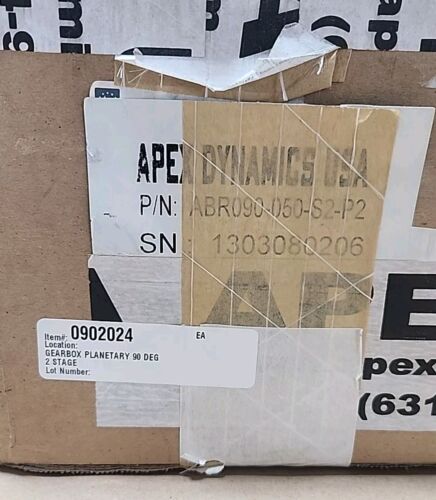 APEX DYNAMICS USA
P/N: ABR090-050-S2-P2
SN : 1303080206
APE
Item#: 0902024 EA
Location:
GEARBOX PLANETARY 90 DEG
2 STAGE
Lot Number:
pex
(631